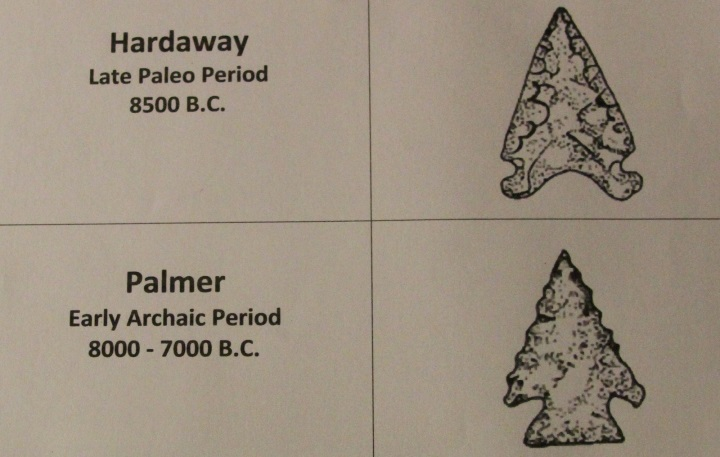 Hardaway
Late Paleo Period
8500 B.C.
Palmer
Early Archaic Period
8000 - 7000 B.C.